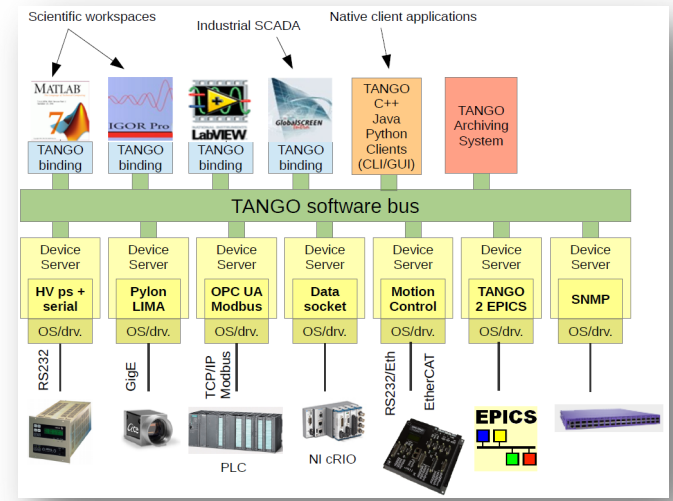 Scientific workspaces
Industrial SCADA
Native client applications
MATLAB
7
IGOR Pro
LabVIEW
GlobalSCREEN
TANGO
binding
TANGO
binding
TANGO
binding
TANGO
binding
TANGO
C++
Java
Python
Clients
(CLI/GUI)
TANGO
Archiving
System
TANGO software bus
Device
Server
HV ps +
serial
OS/drv.
Device
Server
Pylon
LIMA
OS/drv.
Device
Server
OPC UA
Modbus
OS/drv.
Device
Server
Data
socket
OS/drv.
Device
Server
Motion
Control
OS/drv.
Device
Server
TANGO
2 EPICS
OS/drv.
Device
Server
SNMP
OS/drv.
RS232
GigE
TCP/IP
Modbus
RS232/Eth
EtherCAT
PLC
NI cRIO
EPICS